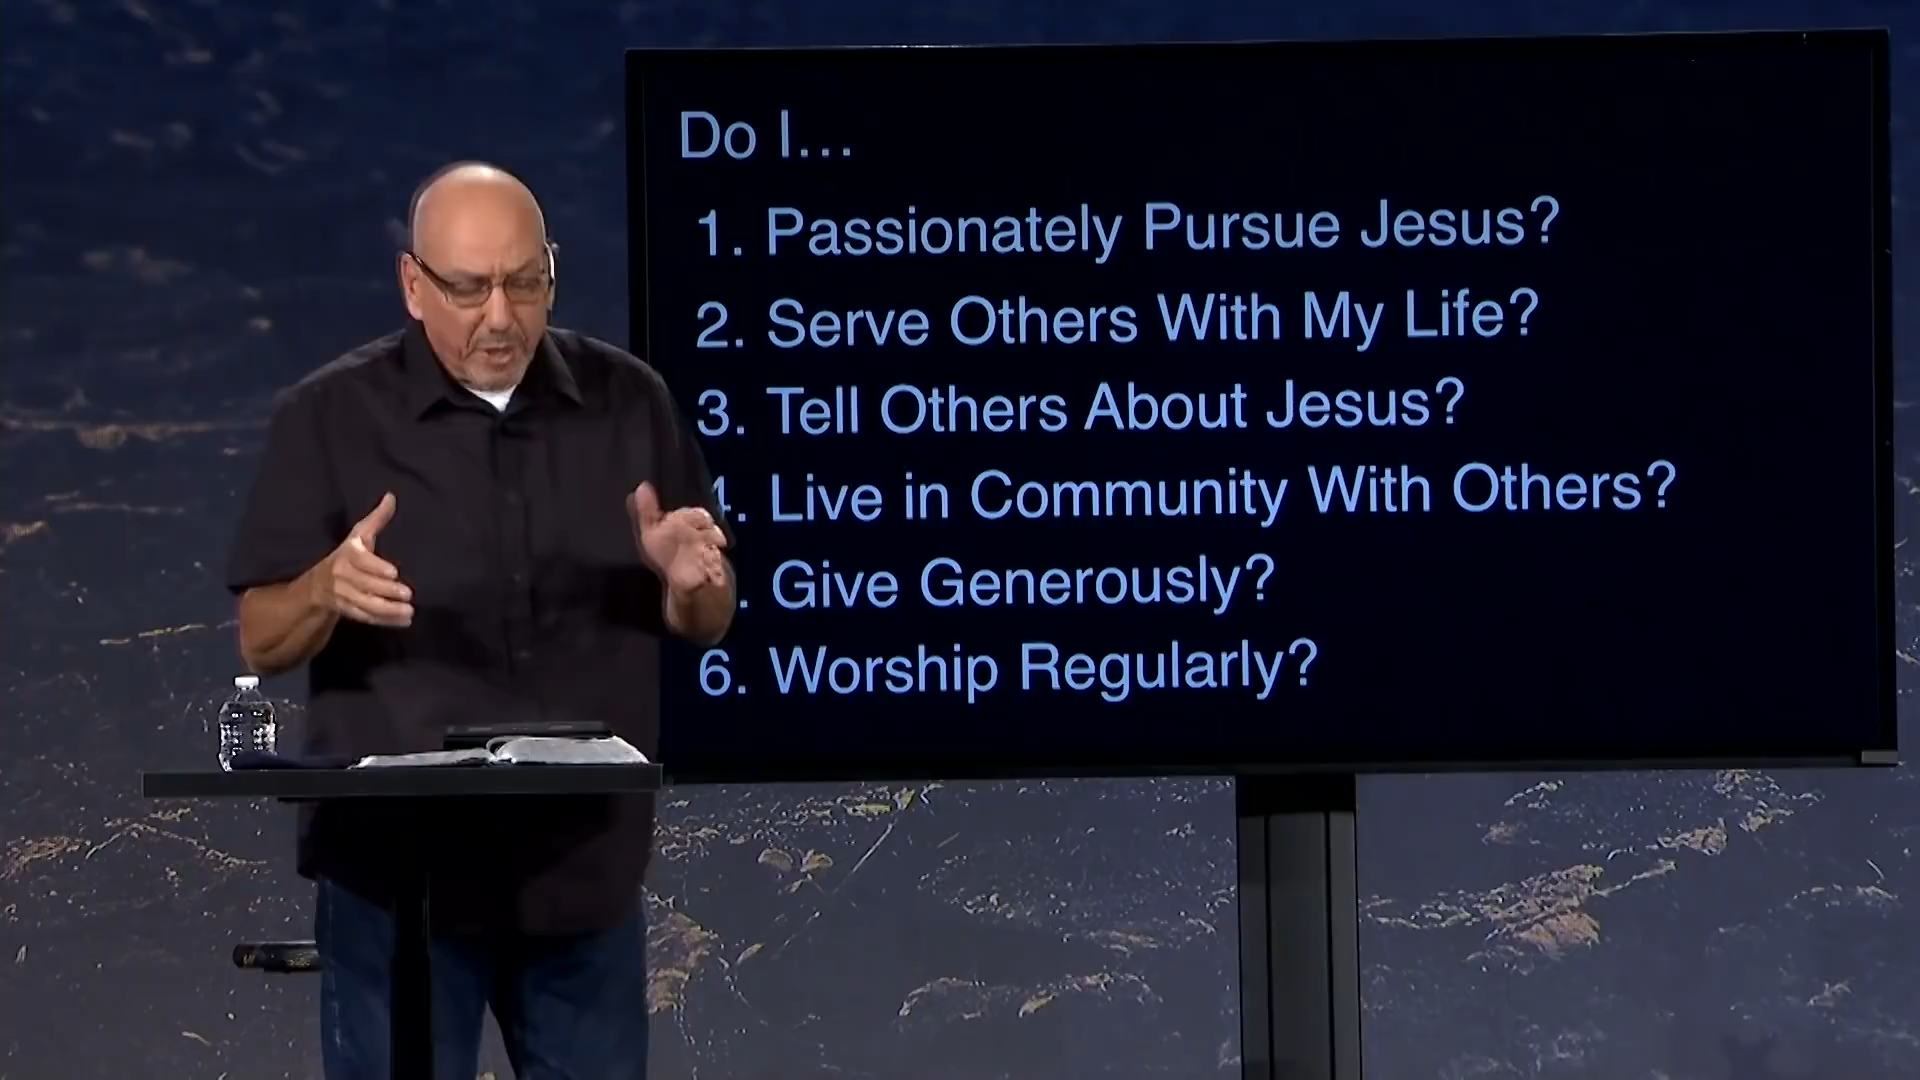 Do I...
1. Passionately Pursue Jesus?
2. Serve Others With My Life?
3. Tell Others About Jesus?
4. Live in Community With Others?
. Give Generously?
6. Worship Regularly?